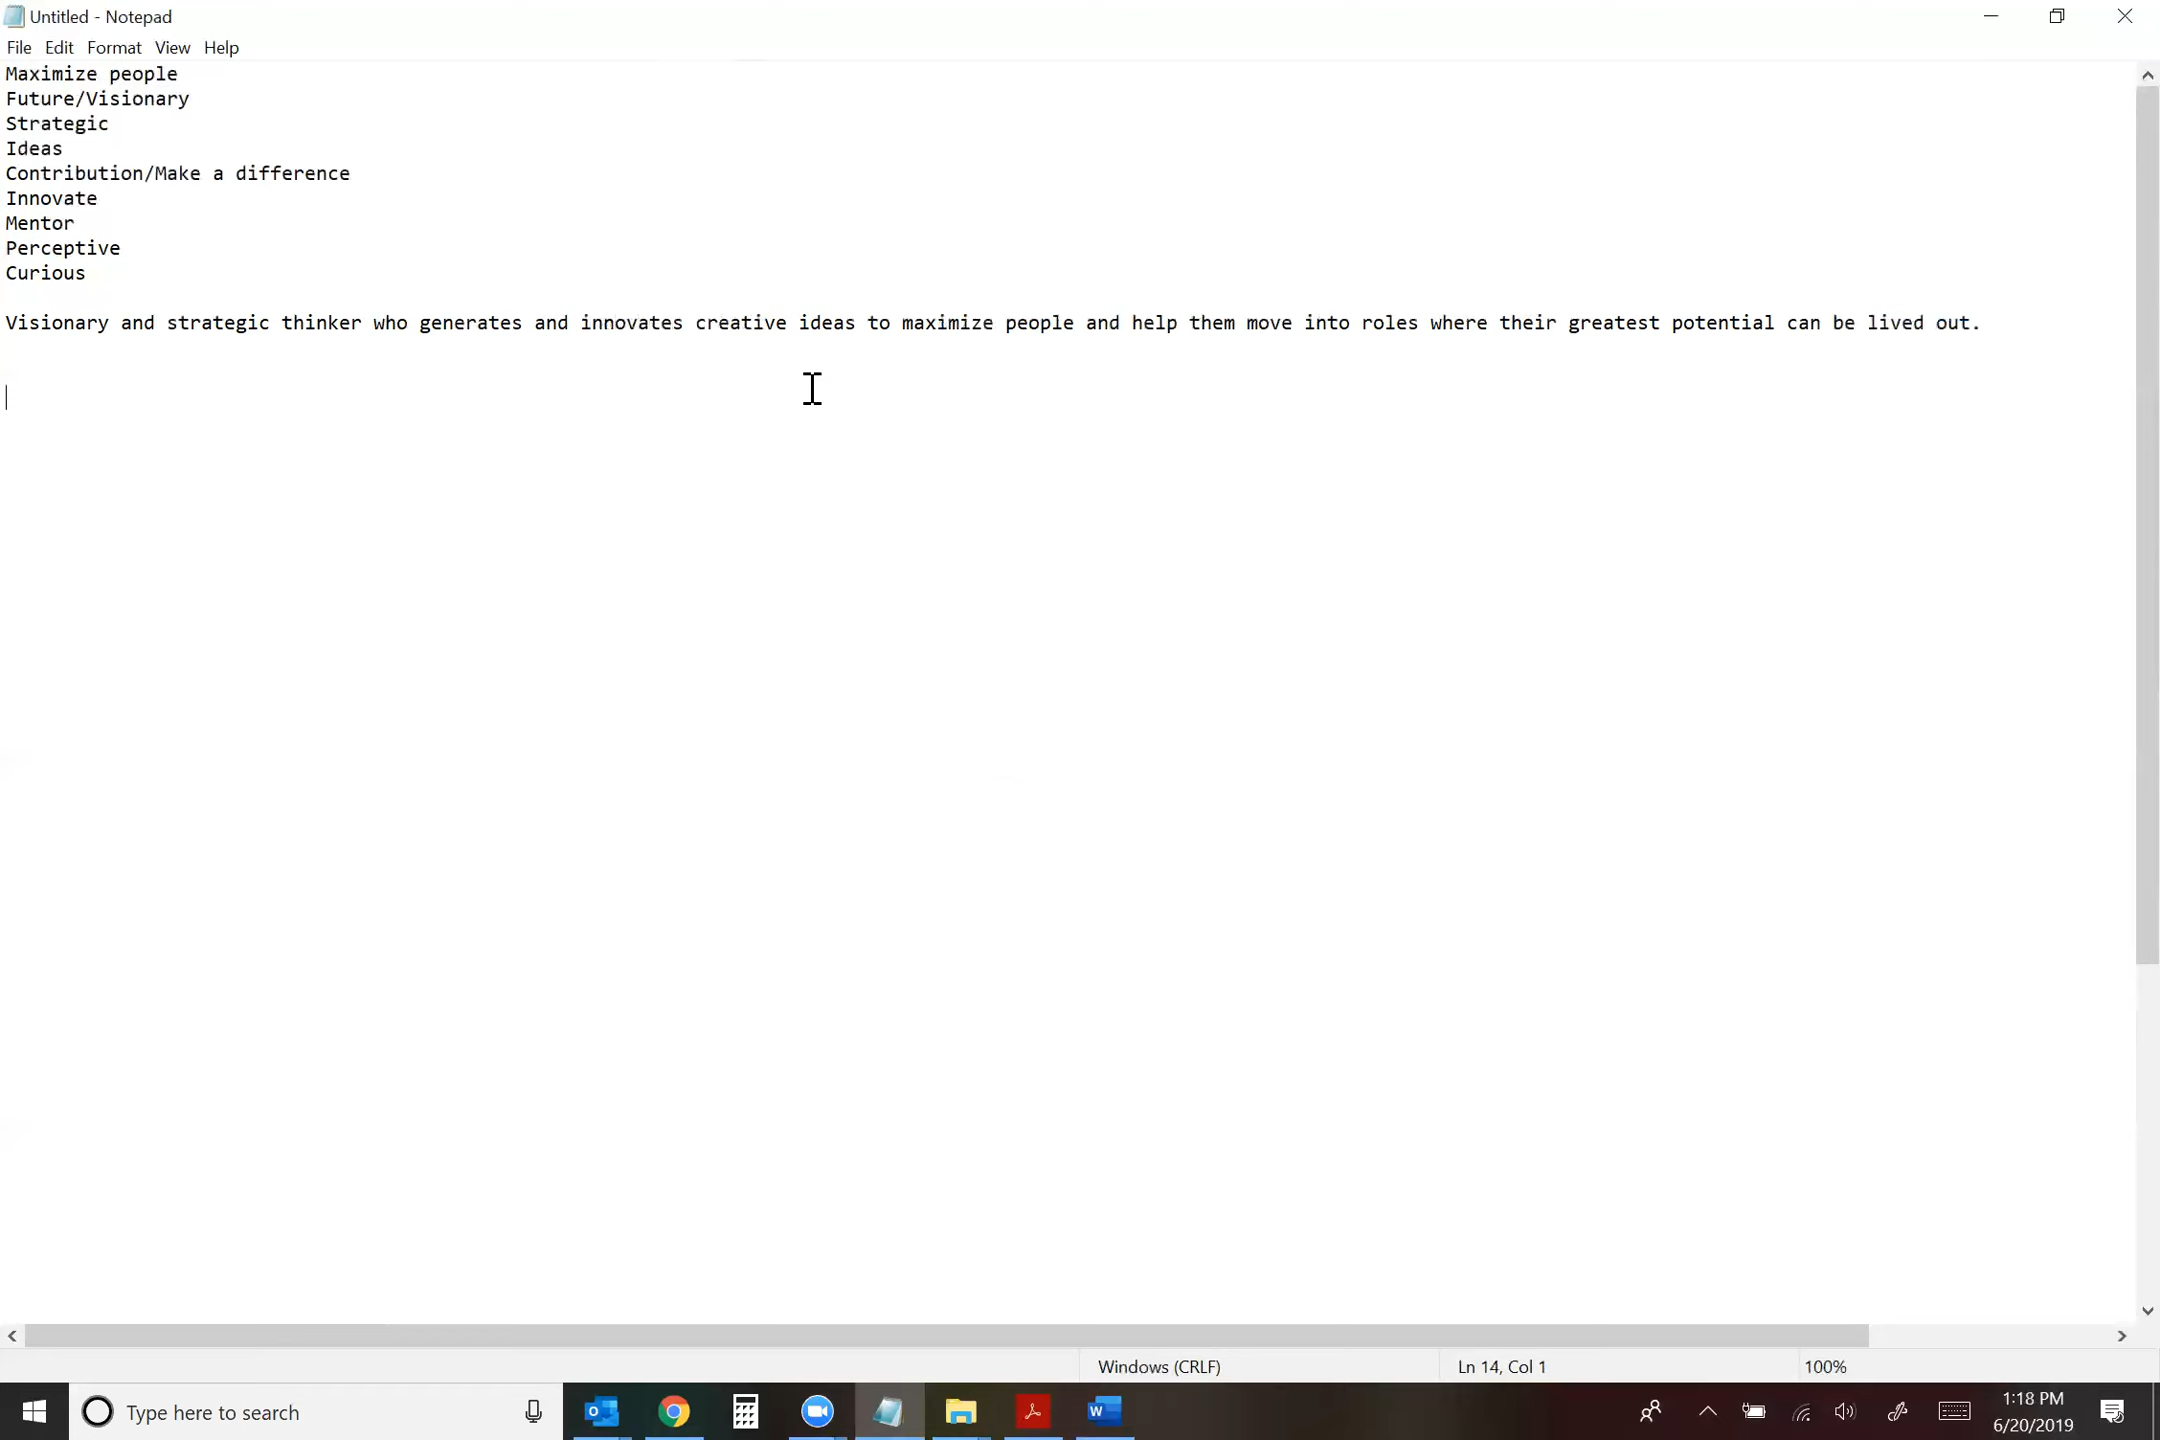 Untitled - Notepad
File Edit Format View Help
Maximize people
Future/Visionary
Strategic
Ideas
Contribution/Make a difference
Innovate
Mentor
Perceptive
Curious
Visionary and strategic thinker who generates and innovates creative ideas to maximize people and help them move into roles where their greatest potential can be lived out.
Windows (CRLF) Ln 14, Col 1 100%
Type here to search
1:18 PM
6/20/2019